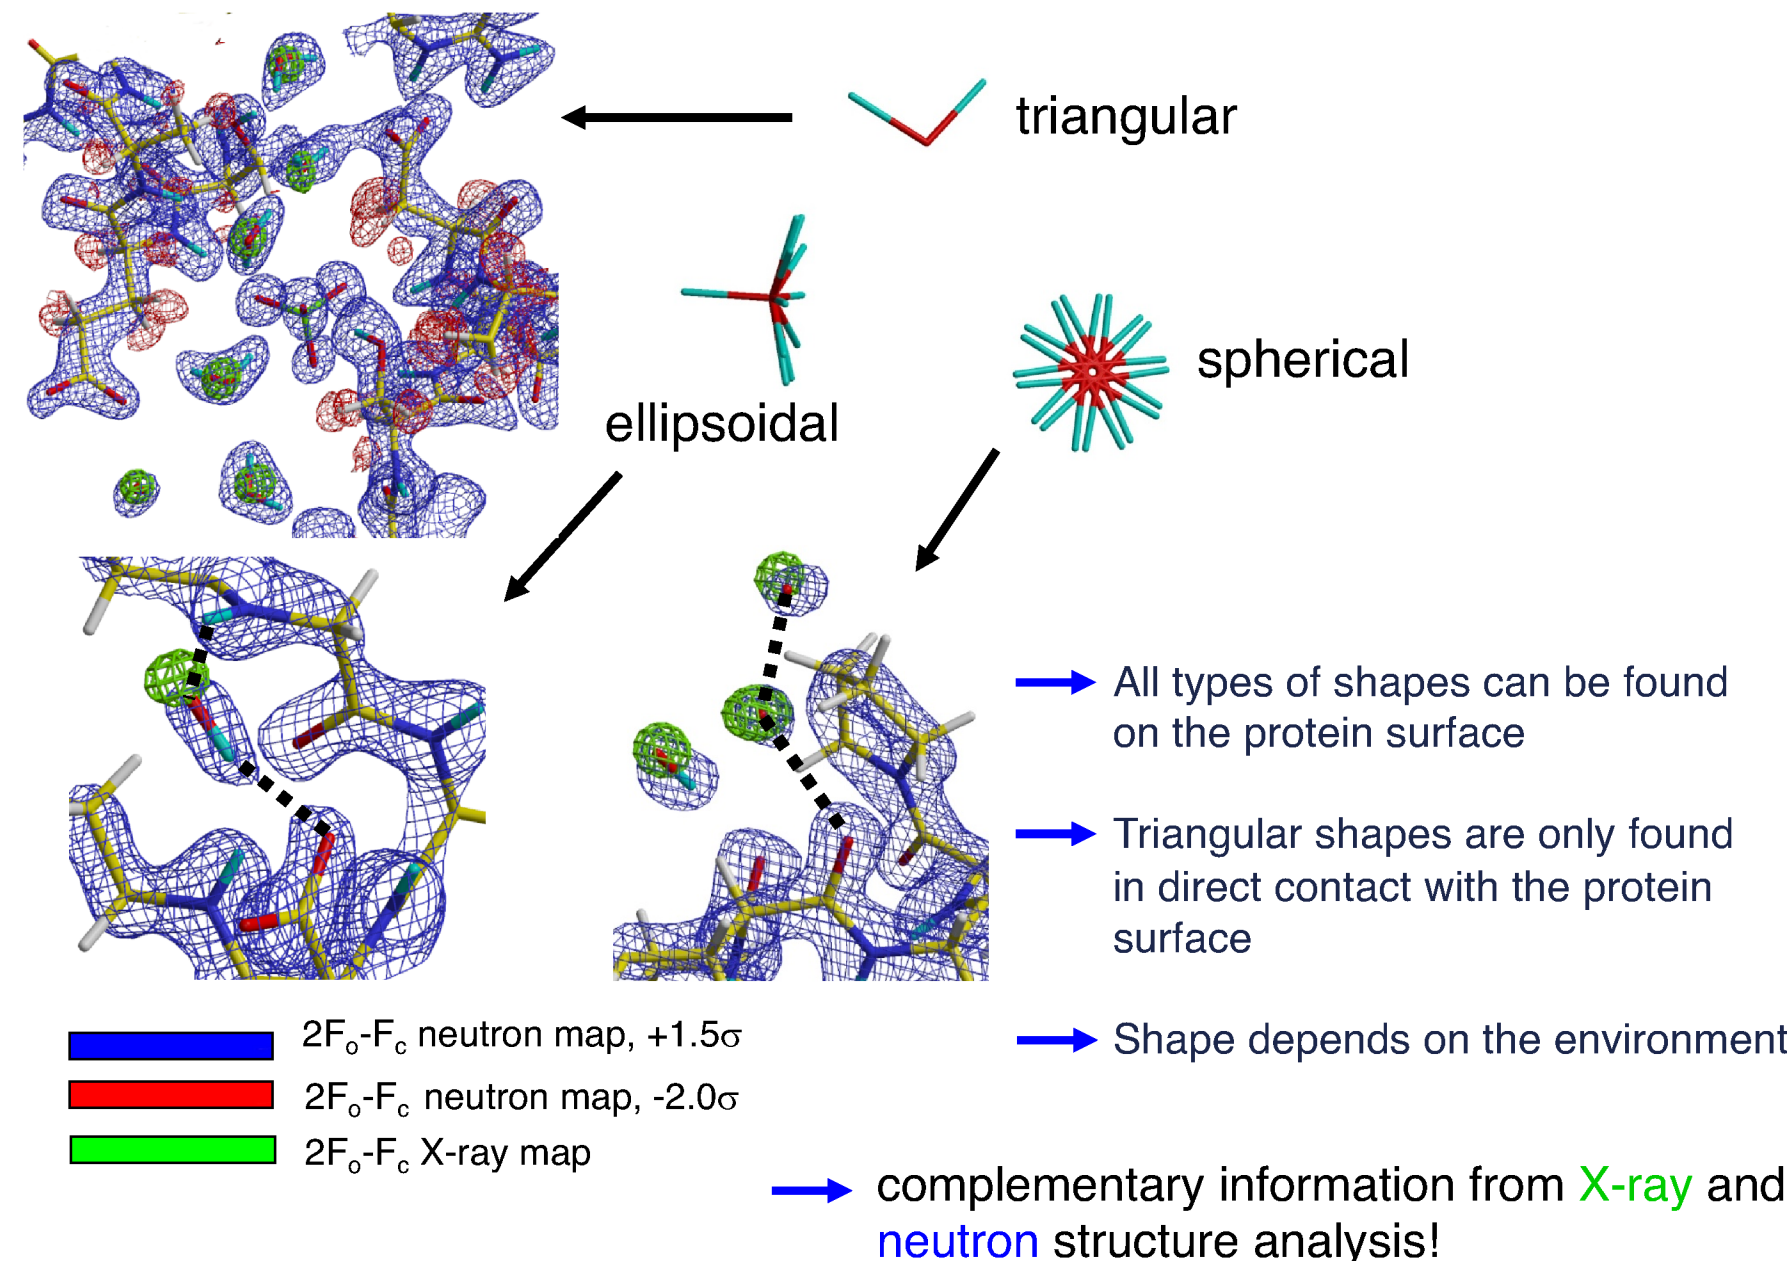 triangular
ellipsoidal
spherical
All types of shapes can be found
on the protein surface
Triangular shapes are only found
in direct contact with the protein
surface
Shape depends on the environment
2Fo-Fc neutron map, +1.5σ
2Fo-Fc neutron map, -2.0σ
2Fo-Fc X-ray map
complementary information from X-ray and
neutron structure analysis!